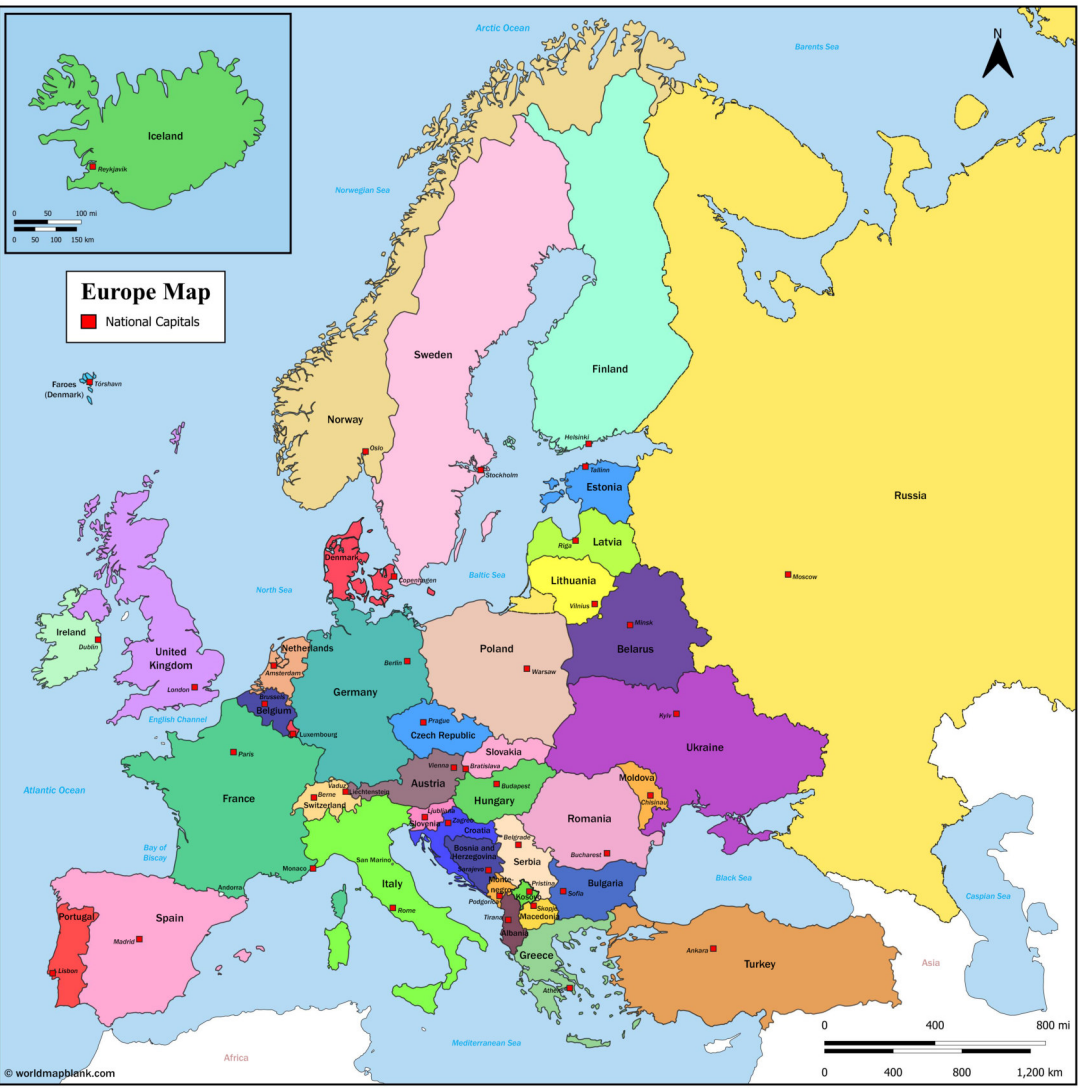 Arctic Ocean
Barents Sea
N
Iceland
Reykjavik
0 50 100 mi
0 50 100 150 km
Norwegian Sea
Europe Map
National Capitals
Sweden
Finland
Faroes
(Denmark)
Tórshavn
Norway
Oslo
Helsinki
Stockholm
Tallinn
Estonia
Russia
Riga
Latvia
Denmark
Copenhagen
Baltic Sea
Lithuania
Vilnius
Moscow
North Sea
Minsk
Belarus
Ireland
Dublin
United
Kingdom
London
Netherlands
Amsterdam
Berlin
Poland
Warsaw
Germany
Brussels
Belgium
English Channel
Luxembourg
Prague
Czech Republic
Kyiv
Ukraine
Paris
Slovakia
Vienna
Bratislava
Austria
Atlantic Ocean
France
Vaduz
Liechtenstein
Berne
Switzerland
Budapest
Hungary
Moldova
Chisinau
Ljubljana
Slovenia
Zagreb
Croatia
Romania
Bay of
Biscay
Bosnia and
Herzegovina
Belgrade
Serbia
Bucharest
San Marino
Monaco
Sarajevo
Italy
Monte-
negro
Pristina
Kosovo
Sofia
Bulgaria
Black Sea
Andorra
Podgorica
Skopje
Macedonia
Caspian Sea
Portugal
Spain
Rome
Tirana
Albania
Madrid
Greece
Ankara
Turkey
Asia
Lisbon
Athens
Mediterranean Sea
Africa
0 400 800 mi
0 400 800 1,200 km
© worldmapblank.com